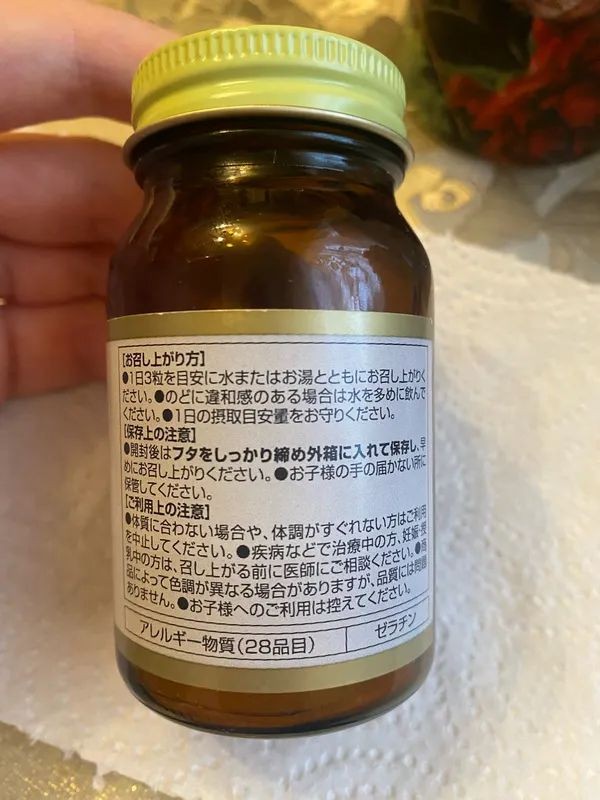 【お召し上がり方】
●1日3粒を目安に水またはお湯とともにお召し上がりく
ださい。●のどに違和感のある場合は水を多めに飲んで
ください。●1日の摂取目安量をお守りください。
【保存上の注意】
●開封後はフタをしっかり締め外箱に入れて保存し、早
めにお召し上がりください。●お子様の手の届かない所に
保管してください。
【ご利用上の注意】
●体質に合わない場合や、体調がすぐれない方はご利用
を中止してください。●疾病などで治療中の方、妊娠・授
乳中の方は、召し上がる前に医師にご相談ください。●商
品によって色調が異なる場合がありますが、品質には問題
ありません。●お子様へのご利用は控えてください。
アレルギー物質(28品目) ゼラチン